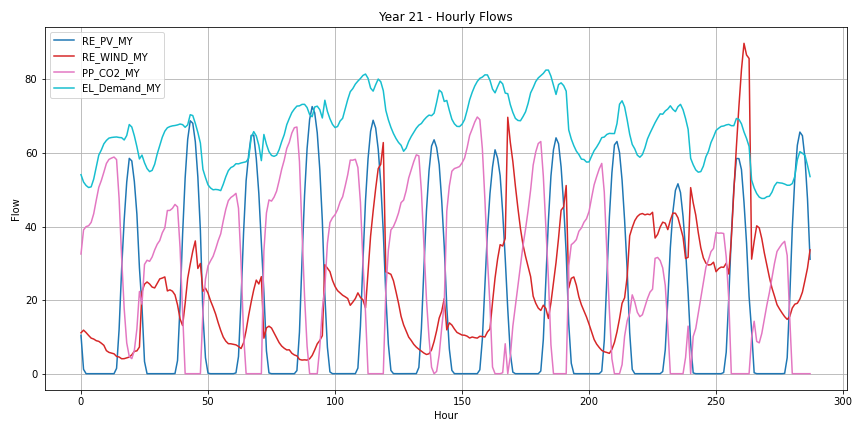 Year 21 - Hourly Flows
RE_PV_MY
RE_WIND_MY
PP_CO2_MY
EL_Demand_MY
Flow
80
60
40
20
0
0 50 100 150 200 250 300
Hour